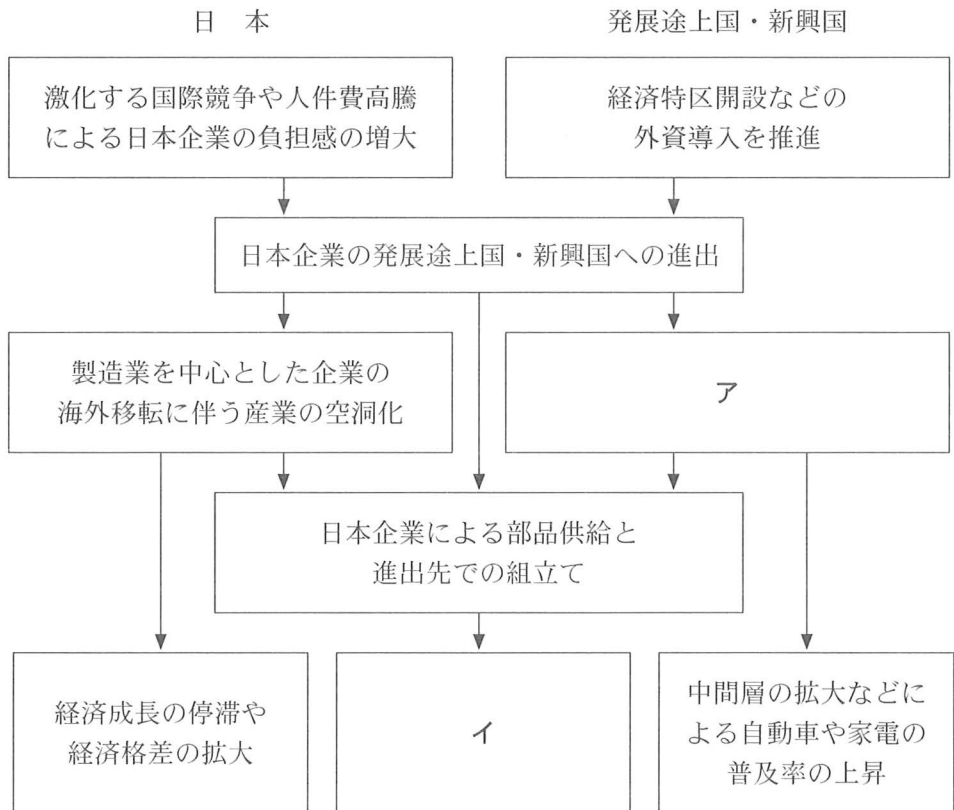 日 本
発展途上国・新興国
激化する国際競争や人件費高騰
による日本企業の負担感の増大
経済特区開設などの
外資導入を推進
日本企業の発展途上国・新興国への進出
製造業を中心とした企業の
海外移転に伴う産業の空洞化
ア
日本企業による部品供給と
進出先での組立て
経済成長の停滞や
経済格差の拡大
イ
中間層の拡大などに
よる自動車や家電の
普及率の上昇